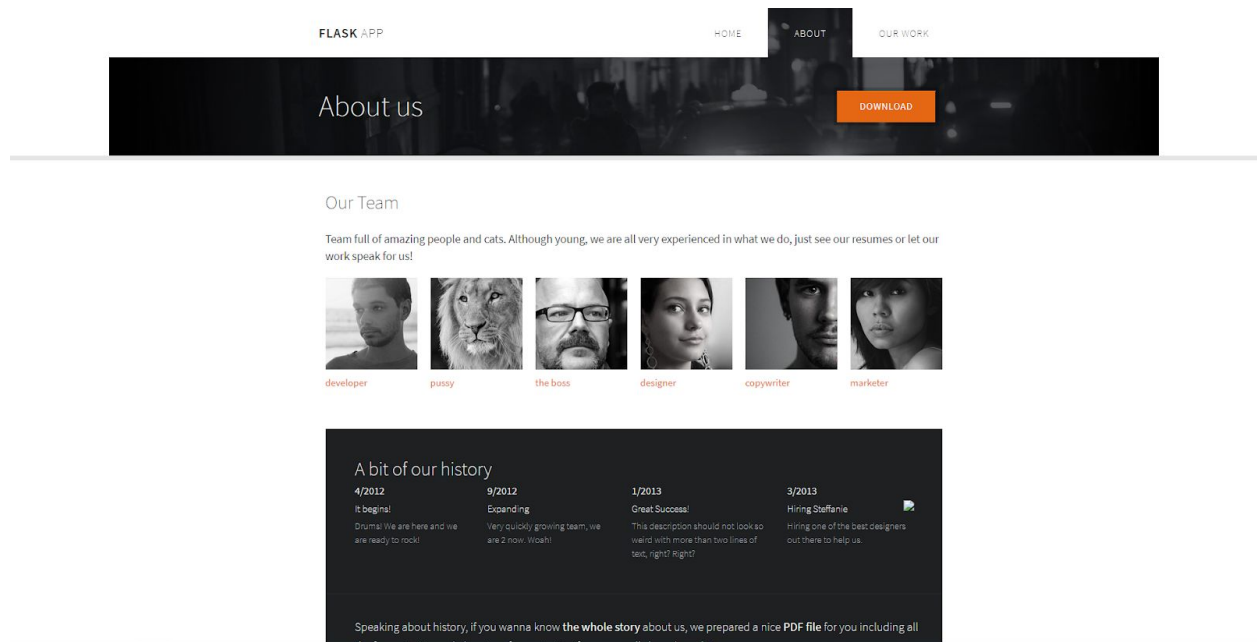 FLASK APP
HOME
ABOUT
OUR WORK
About us
DOWNLOAD
Our Team
Team full of amazing people and cats. Although young, we are all very experienced in what we do, just see our resumes or let our
work speak for us!
developer
pussy
the boss
designer
copywriter
marketer
A bit of our history
4/2012
It begins!
Drums! We are here and we
are ready to rock!
9/2012
Expanding
Very quickly growing team, we
are 2 now. Woah!
1/2013
Great Success!
This description should not look so
weird with more than two lines of
text, right? Right?
3/2013
Hiring Steffanie
Hiring one of the best designers
out there to help us.
Speaking about history, if you wanna know the whole story about us, we prepared a nice PDF file for you including all